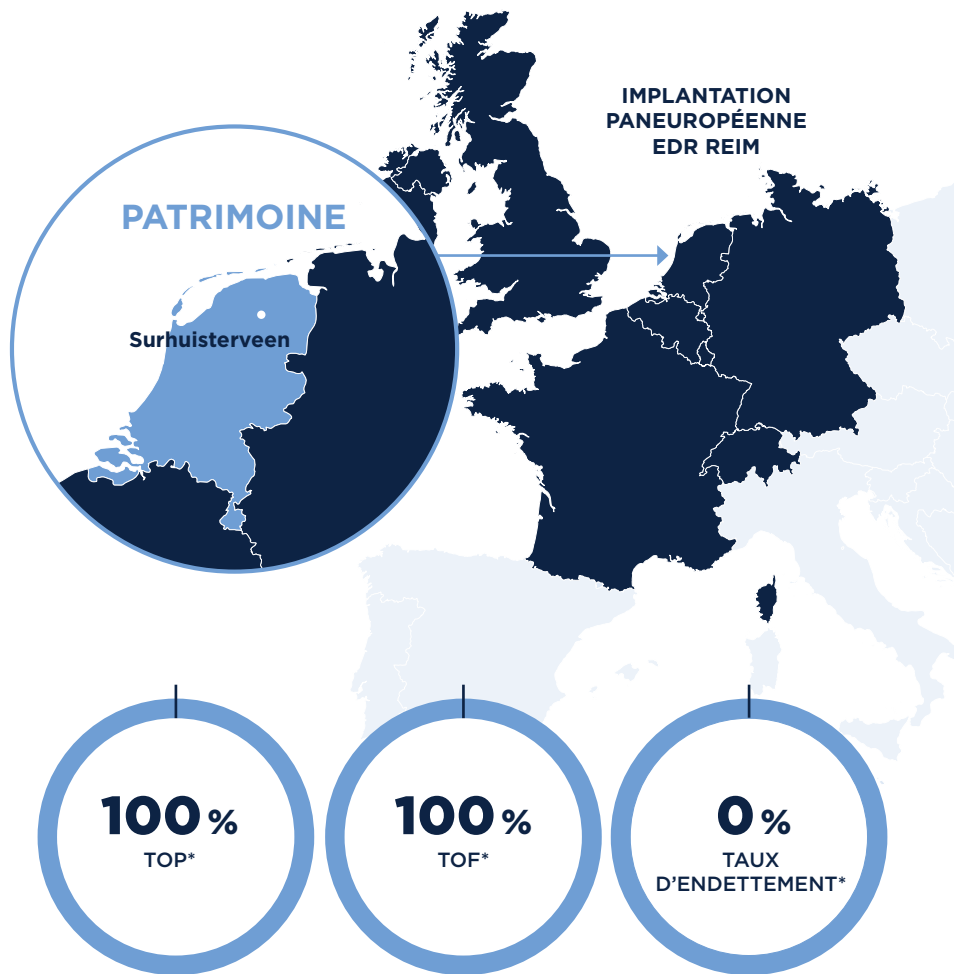 IMPLANTATION
PANEUROPÉENNE
EDR REIM
PATRIMOINE
Surhuisterveen
100 %
TOP*
100 %
TOF*
0 %
TAUX
D'ENDETTEMENT*